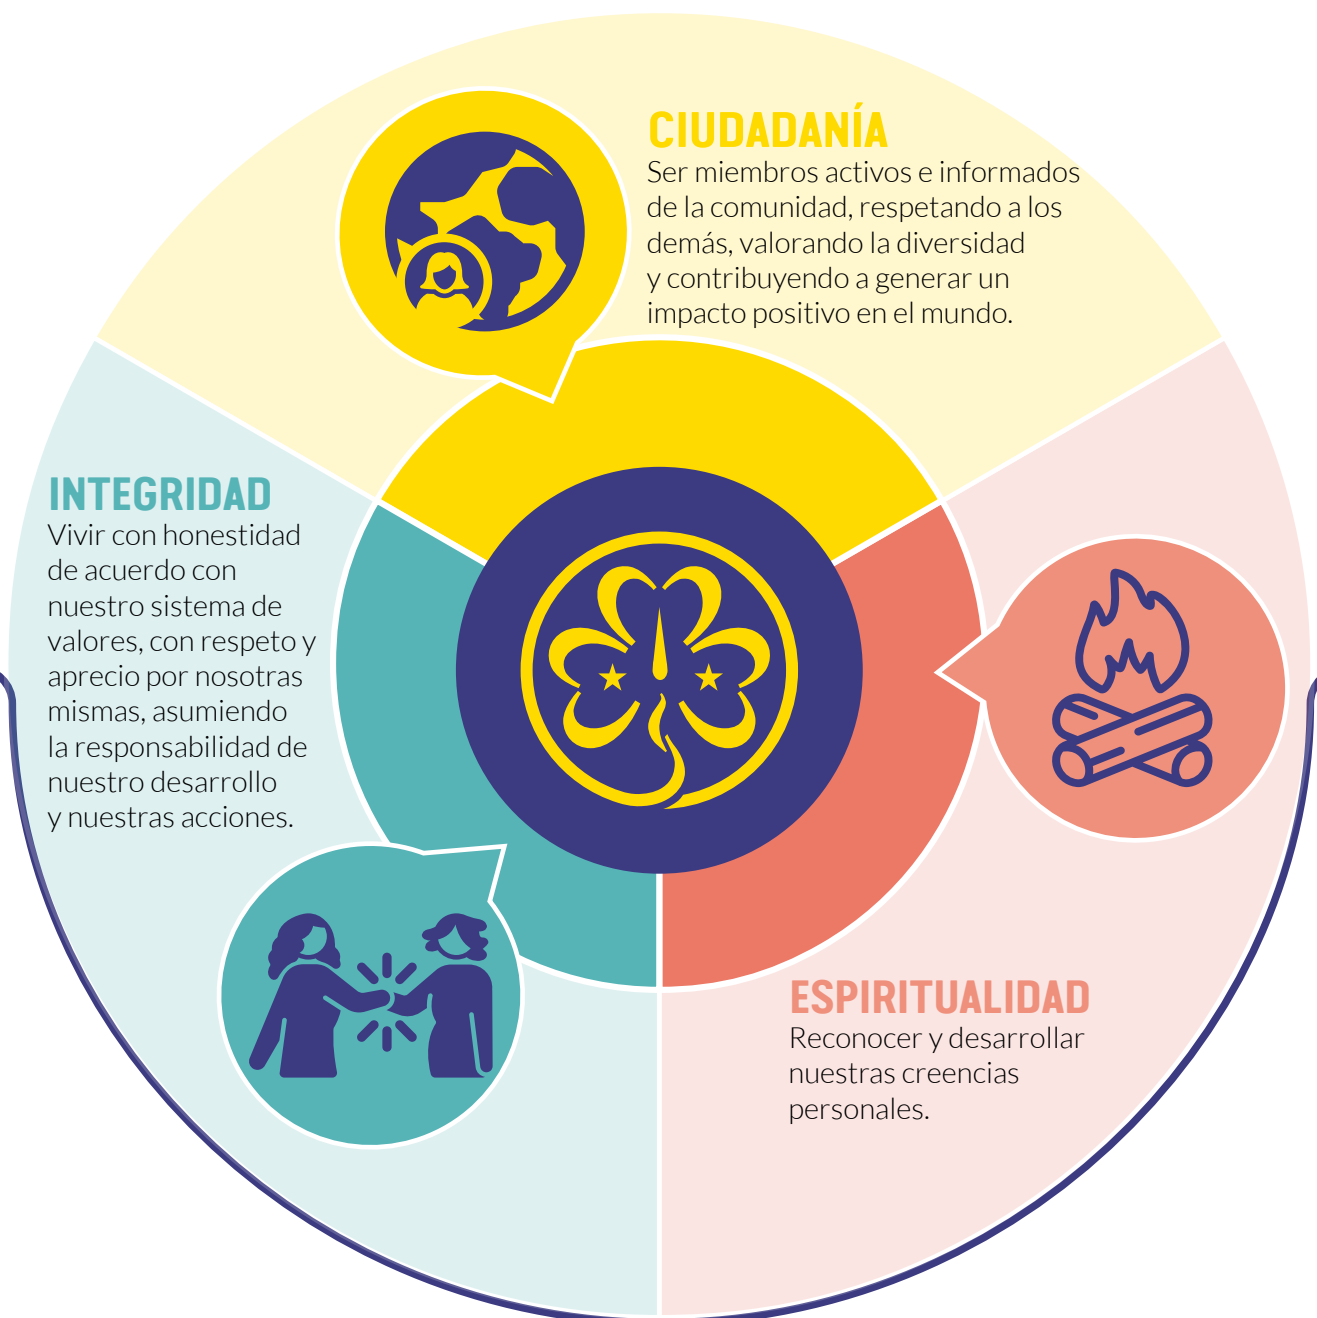 CIUDADANÍA
Ser miembros activos e informados
de la comunidad, respetando a los
demás, valorando la diversidad
y contribuyendo a generar un
impacto positivo en el mundo.
INTEGRIDAD
Vivir con honestidad
de acuerdo con
nuestro sistema de
valores, con respeto y
aprecio por nosotras
mismas, asumiendo
la responsabilidad de
nuestro desarrollo
y nuestras acciones.
ESPIRITUALIDAD
Reconocer y desarrollar
nuestras creencias
personales.